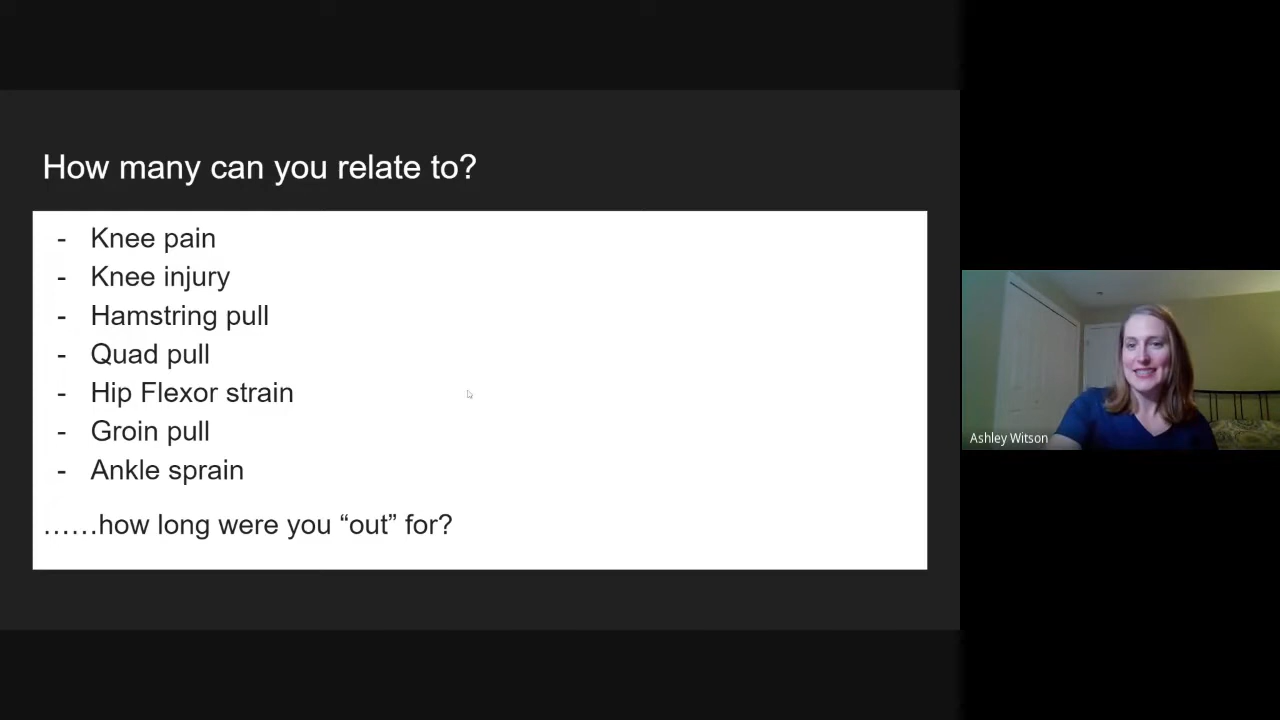 How many can you relate to?
- Knee pain
- Knee injury
- Hamstring pull
- Quad pull
- Hip Flexor strain
- Groin pull
- Ankle sprain
……how long were you “out” for?
Ashley Witson